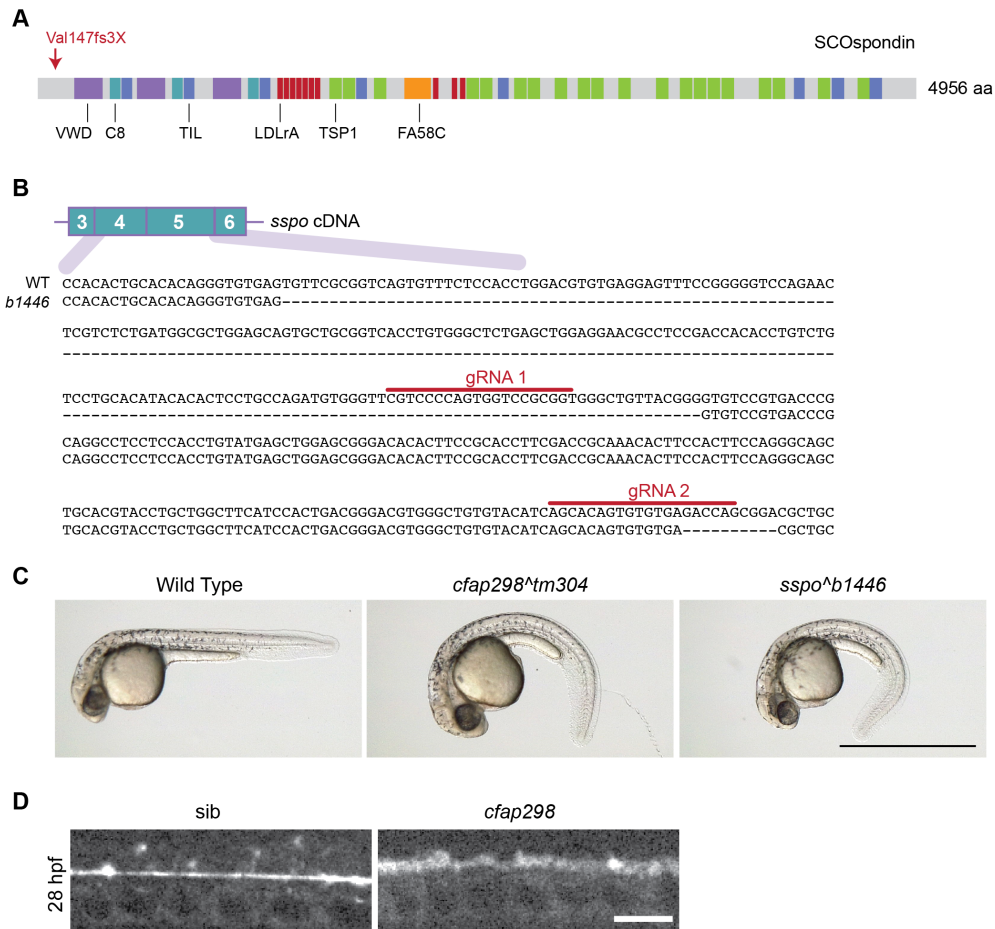 A
Val147fs3X
SCOspondin
4956 aa
VWD C8 TIL LDLrA TSP1 FA58C
B
3 4 5 6 sspo cDNA
WT CCACACTGCACACAGGGTGTGAGTGTTCGCGGTCAGTGTTTCTCCACCTGGACGTGTGAGGAGTTTCCGGGGGTCCAGAAC
b1446 CCACACTGCACACAGGGTGTGAG----------------------------------------------------------
TCGTCTCTGATGGCGCTGGAGCAGTGCTGCGGTCACCTGTGGGCTCTGAGCTGGAGGAACGCCTCCGACCACACCTGTCTG
---------------------------------------------------------------------------------
gRNA 1
TCCTGCACATACACACTCCTGCCAGATGTGGGTTCGTCCCCAGTGGTCCGCGGTGGGCTGTTACGGGGTGTCCGTGACCCG
-------------------------------------------------------------------GTGTCCGTGACCCG
CAGGCCTCCTCCACCTGTATGAGCTGGAGCGGGACACACTTCCGCACCTTCGACCGCAAACACTTCCACTTCCAGGGCAGC
CAGGCCTCCTCCACCTGTATGAGCTGGAGCGGGACACACTTCCGCACCTTCGACCGCAAACACTTCCACTTCCAGGGCAGC
gRNA 2
TGCACGTACCTGCTGGCTTCATCCACTGACGGGACGTGGGCTGTGTACATCAGCACAGTGTGTGAGACCAGCGGACGCTGC
TGCACGTACCTGCTGGCTTCATCCACTGACGGGACGTGGGCTGTGTACATCAGCACAGTGTGTGA----------CGCTGC
C
Wild Type cfap298^tm304 sspo^b1446
D
sib cfap298
28 hpf